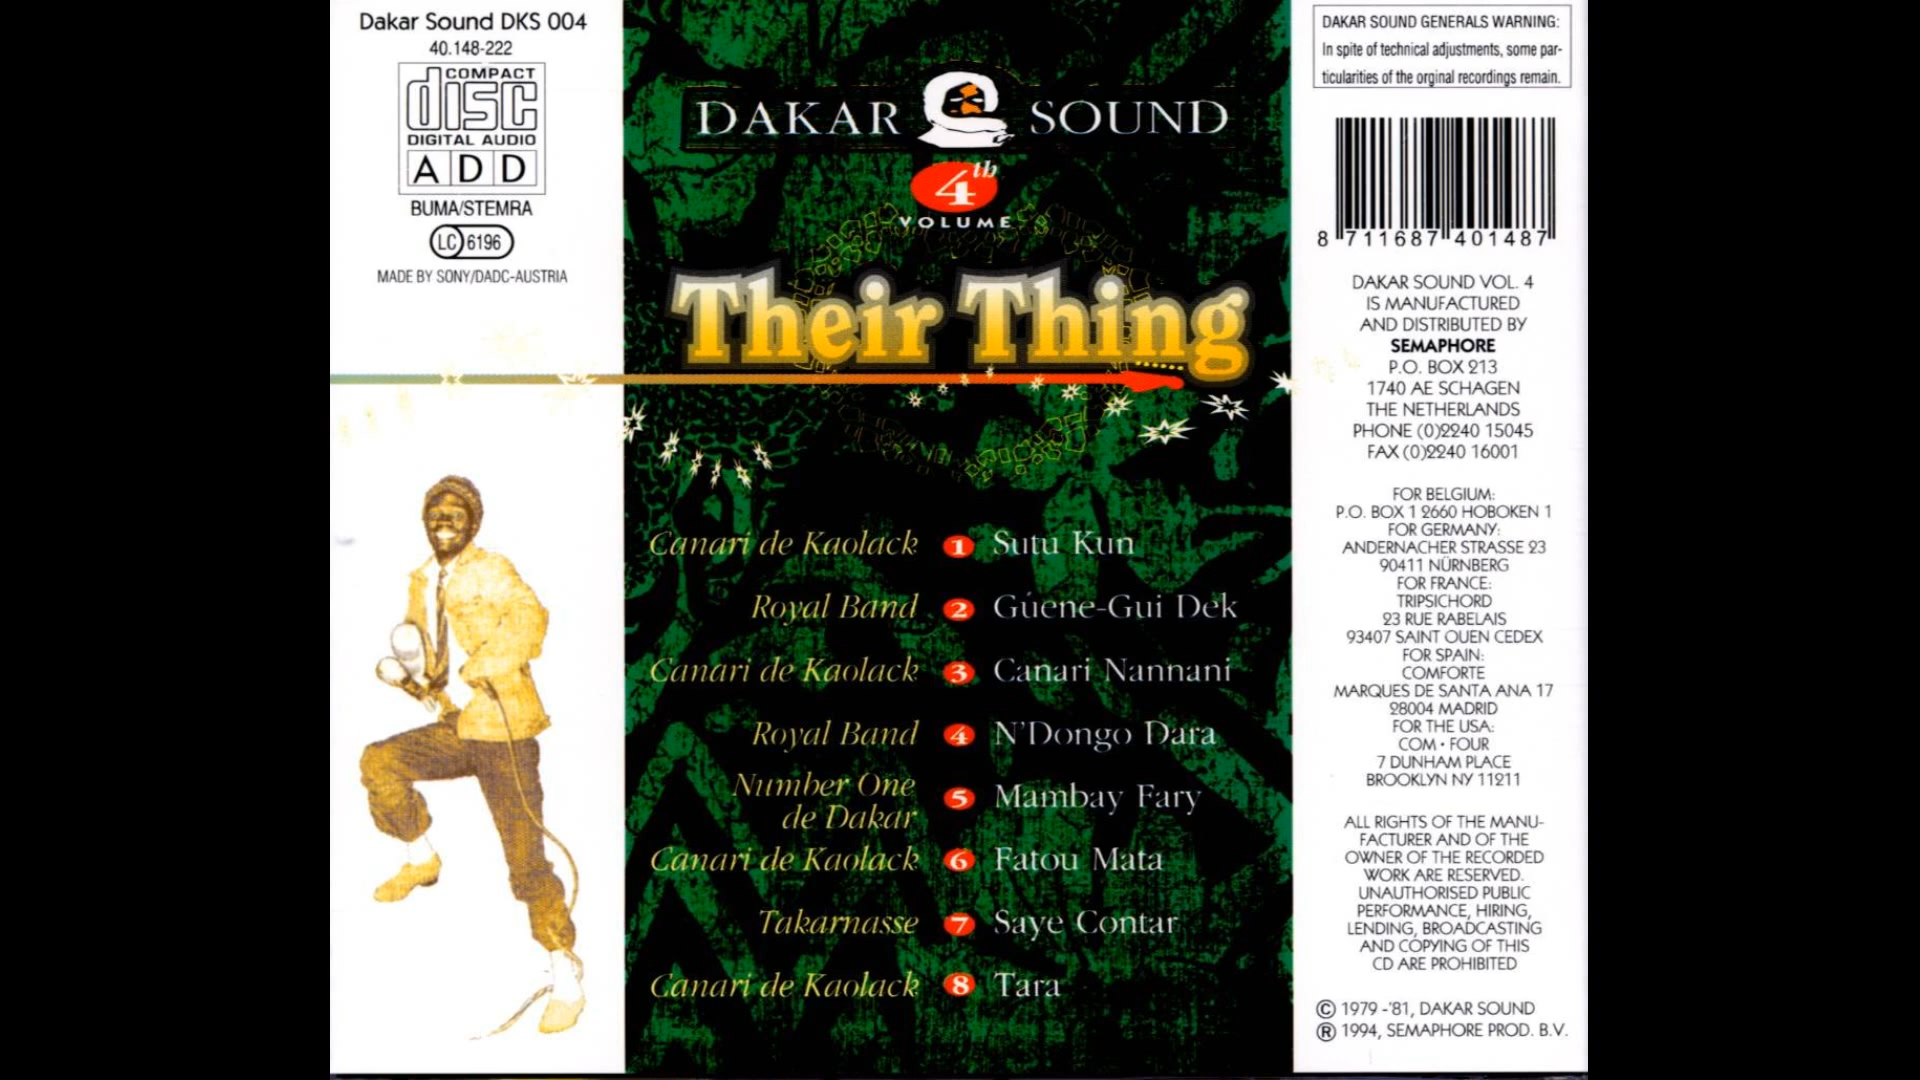 Dakar Sound DKS 004
40.148-222
COMPACT
disc
DIGITAL AUDIO
A D D
BUMA/STEMRA
LC 6196
MADE BY SONY/DADC-AUSTRIA
DAKAR SOUND
4th
VOLUME
Their Thing
Canari de Kaolack 1 Sutu Kun
Royal Band 2 Gúene-Gui Dek
Canari de Kaolack 3 Canari Nannani
Royal Band 4 N'Dongo Dara
Number One
de Dakar 5 Mambay Fary
Canari de Kaolack 6 Fatou Mata
Takarnasse 7 Saye Contar
Canari de Kaolack 8 Tara
DAKAR SOUND GENERALS WARNING:
In spite of technical adjustments, some par-
ticularities of the orginal recordings remain.
8 711687 401487
DAKAR SOUND VOL. 4
IS MANUFACTURED
AND DISTRIBUTED BY
SEMAPHORE
P.O. BOX 213
1740 AE SCHAGEN
THE NETHERLANDS
PHONE (0)2240 15045
FAX (0)2240 16001
FOR BELGIUM:
P.O. BOX 1 2660 HOBOKEN 1
FOR GERMANY:
ANDERNACHER STRASSE 23
90411 NÜRNBERG
FOR FRANCE:
TRIPSICHORD
23 RUE RABELAIS
93407 SAINT OUEN CEDEX
FOR SPAIN:
COMFORTE
MARQUES DE SANTA ANA 17
28004 MADRID
FOR THE USA:
COM • FOUR
7 DUNHAM PLACE
BROOKLYN NY 11211
ALL RIGHTS OF THE MANU-
FACTURER AND OF THE
OWNER OF THE RECORDED
WORK ARE RESERVED.
UNAUTHORISED PUBLIC
PERFORMANCE, HIRING,
LENDING, BROADCASTING
AND COPYING OF THIS
CD ARE PROHIBITED
© 1979 -'81, DAKAR SOUND
® 1994, SEMAPHORE PROD. B.V.